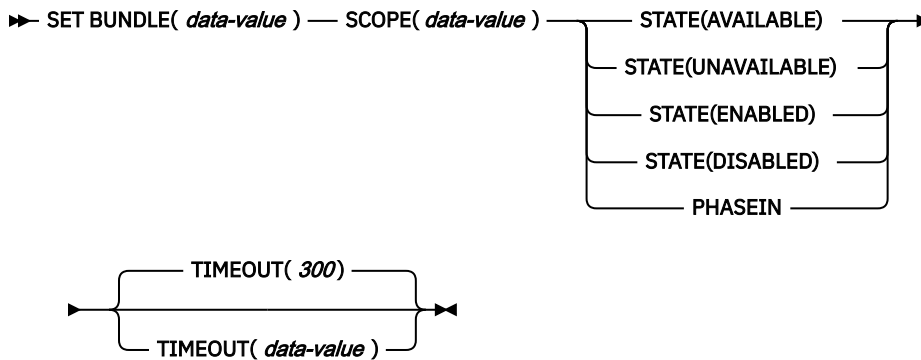 SET BUNDLE( data-value ) SCOPE( data-value ) STATE(AVAILABLE)
STATE(UNAVAILABLE)
STATE(ENABLED)
STATE(DISABLED)
PHASEIN
TIMEOUT( 300)
TIMEOUT( data-value )